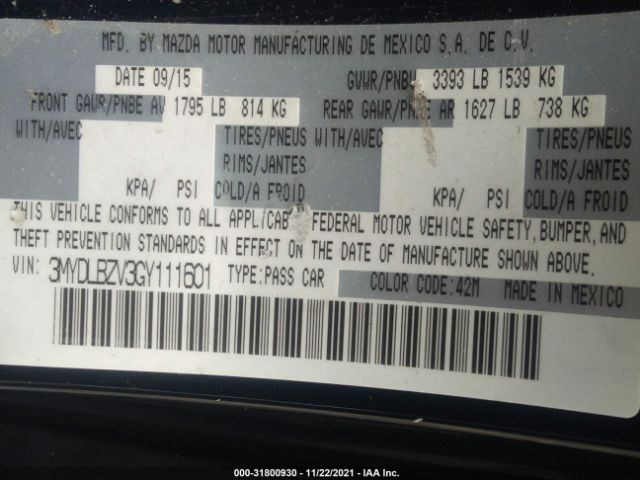 MFD. BY MAZDA MOTOR MANUFACTURING DE MEXICO S.A. DE C.V.
DATE 09/15 GVWR/PNBV 3393 LB 1539 KG
FRONT GAWR/PNBE AV 1795 LB 814 KG REAR GAWR/PNBE AR 1627 LB 738 KG
WITH/AVEC TIRES/PNEUS WITH/AVEC TIRES/PNEUS
RIMS/JANTES RIMS/JANTES
KPA/ PSI COLD/A FROID KPA/ PSI COLD/A FROID
THIS VEHICLE CONFORMS TO ALL APPLICAB FEDERAL MOTOR VEHICLE SAFETY, BUMPER, AND
THEFT PREVENTION STANDARDS IN EFFECT ON THE DATE OF MANUFACTURE SHOWN ABOVE.
VIN: 3MYDLBZV3GY111601 TYPE:PASS CAR COLOR CODE:42M MADE IN MEXICO
000-31800930 - 11/22/2021 - IAA Inc.